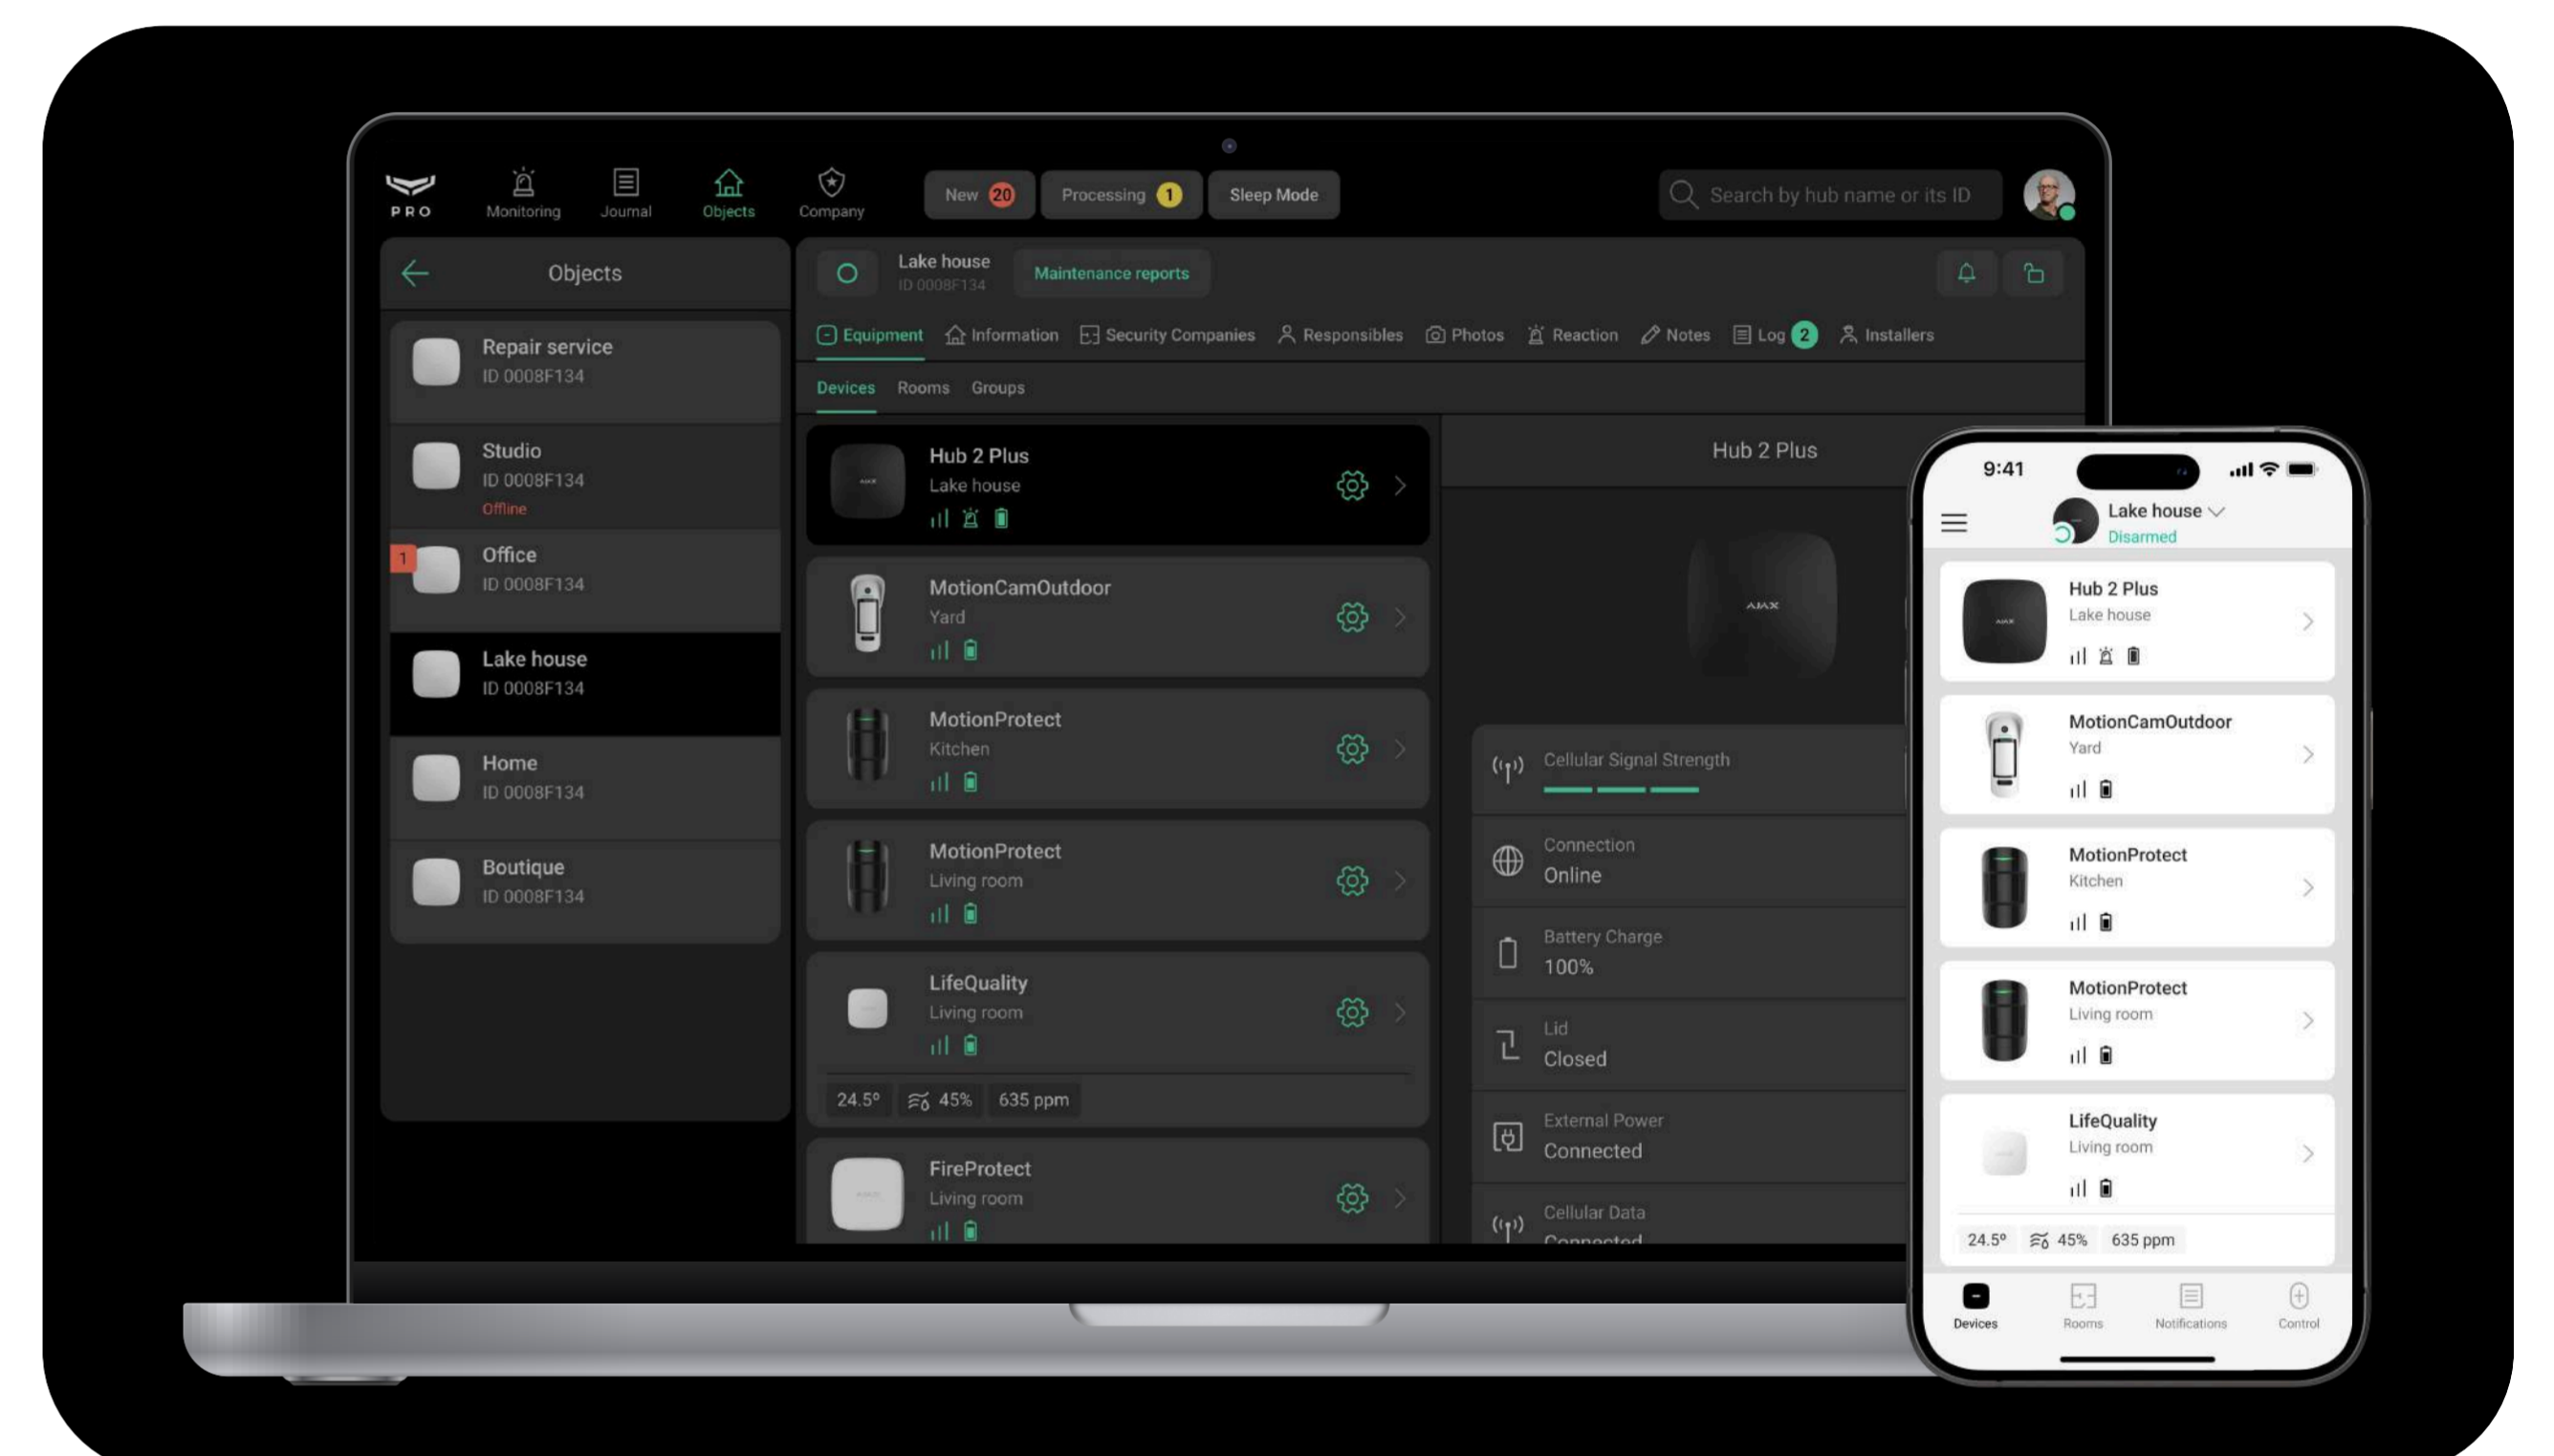 PRO
Monitoring
Journal
Objects
Company
New 20
Processing 1
Sleep Mode
Search by hub name or its ID
Objects
Repair service
ID 0008F134
Studio
ID 0008F134
Offline
1
Office
ID 0008F134
Lake house
ID 0008F134
Home
ID 0008F134
Boutique
ID 0008F134
Lake house
ID 0008F134
Maintenance reports
Equipment
Information
Security Companies
Responsibles
Photos
Reaction
Notes
Log 2
Installers
Devices
Rooms
Groups
AJAX
Hub 2 Plus
Lake house
MotionCamOutdoor
Yard
MotionProtect
Kitchen
MotionProtect
Living room
LifeQuality
Living room
24.5°
45%
635 ppm
FireProtect
Living room
Hub 2 Plus
AJAX
Cellular Signal Strength
Connection
Online
Battery Charge
100%
Lid
Closed
External Power
Connected
Cellular Data
Connected
9:41
Lake house
Disarmed
AJAX
Hub 2 Plus
Lake house
MotionCamOutdoor
Yard
MotionProtect
Kitchen
MotionProtect
Living room
LifeQuality
Living room
24.5°
45%
635 ppm
Devices
Rooms
Notifications
Control